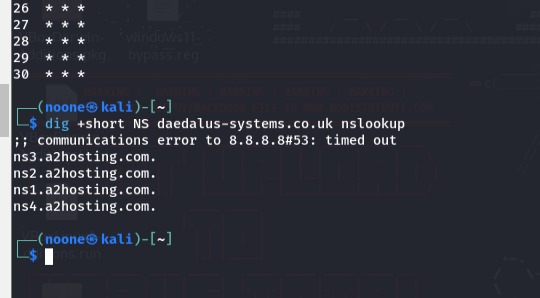 26 * * *
27 * * *
28 * * *
29 * * *
30 * * *
┌──(noone㉿kali)-[~]
└─$ dig +short NS daedalus-systems.co.uk nslookup
;; communications error to 8.8.8.8#53: timed out
ns3.a2hosting.com.
ns2.a2hosting.com.
ns1.a2hosting.com.
ns4.a2hosting.com.
┌──(noone㉿kali)-[~]
└─$